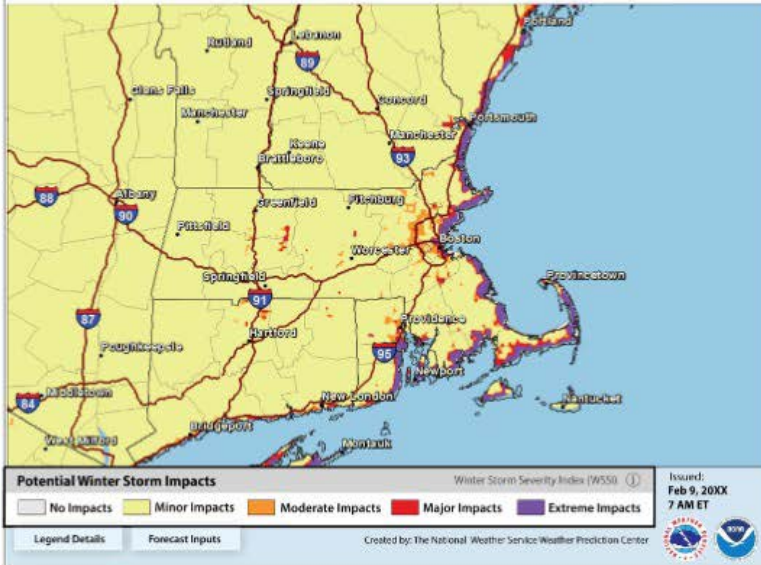 Portland
Lebanon
Rutland
89
Glens Falls
Springfield
Concord
Manchester
Portsmouth
Manchester
Keene
93
Brattleboro
88
Albany
90
Greenfield
Fitchburg
Pittsfield
Boston
Worcester
Provincetown
Springfield
91
87
Providence
Hartford
Poughkeepsie
95
Newport
84
Middletown
New London
Nantucket
Bridgeport
West Milford
Montauk
Potential Winter Storm Impacts
Winter Storm Severity Index (WSSI)
No Impacts Minor Impacts Moderate Impacts Major Impacts Extreme Impacts
Issued:
Feb 9, 20XX
7 AM ET
Legend Details Forecast Inputs
Created by: The National Weather Service Weather Prediction Center